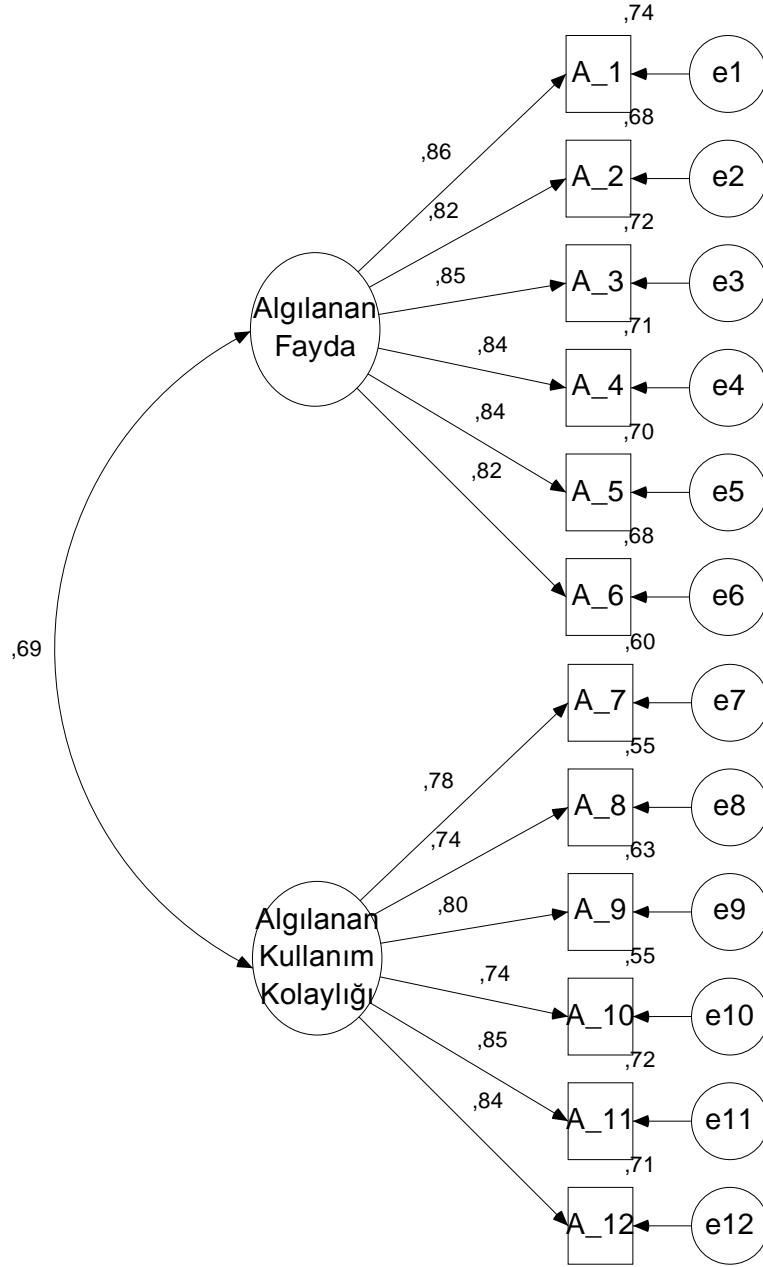 ,74
A_1
e1
,86
,68
A_2
e2
,82
,72
A_3
e3
,85
,71
A_4
e4
,84
,70
A_5
e5
,84
,68
A_6
e6
,82
Algılanan
Fayda
,69
,60
A_7
e7
,78
,55
A_8
e8
,74
,63
A_9
e9
,80
,55
A_10
e10
,74
,72
A_11
e11
,85
,71
A_12
e12
,84
Algılanan
Kullanım
Kolaylığı